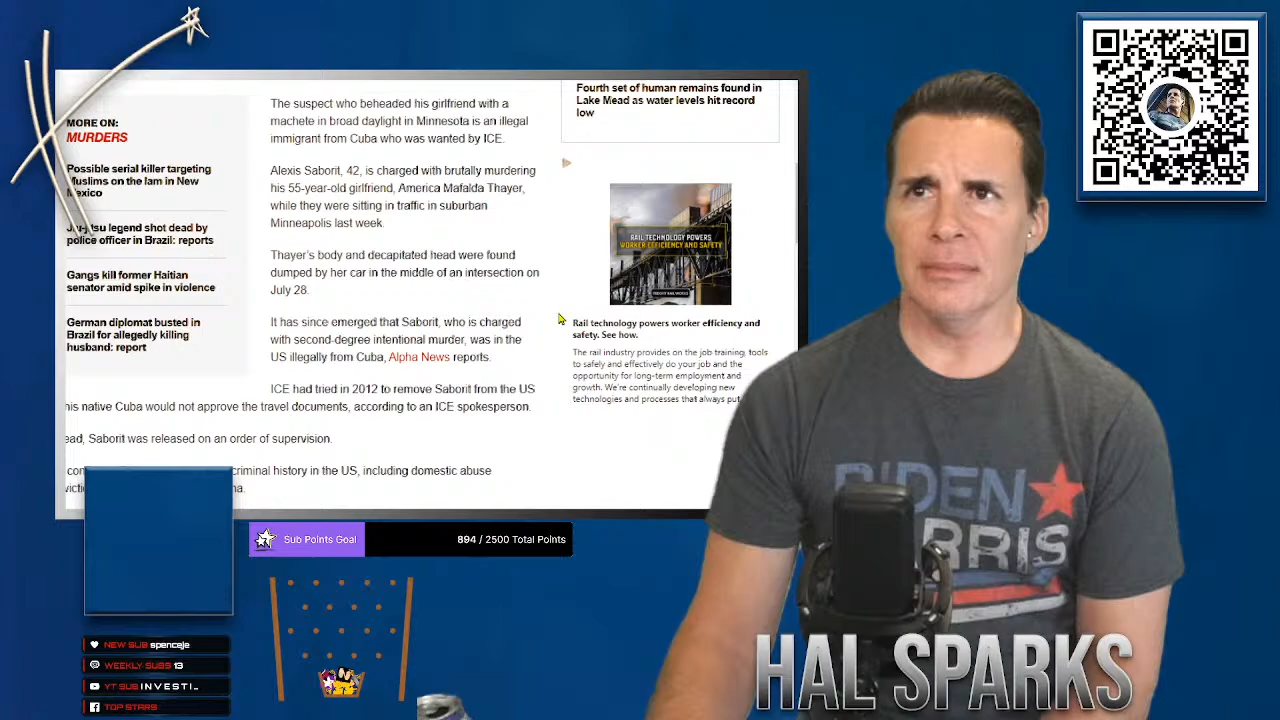 MORE ON:
MURDERS
Possible serial killer targeting
Muslims on the lam in New
Mexico
Jiu-jitsu legend shot dead by
police officer in Brazil: reports
Gangs kill former Haitian
senator amid spike in violence
German diplomat busted in
Brazil for allegedly killing
husband: report
The suspect who beheaded his girlfriend with a
machete in broad daylight in Minnesota is an illegal
immigrant from Cuba who was wanted by ICE.
Alexis Saborit, 42, is charged with brutally murdering
his 55-year-old girlfriend, America Mafalda Thayer,
while they were sitting in traffic in suburban
Minneapolis last week.
Thayer's body and decapitated head were found
dumped by her car in the middle of an intersection on
July 28.
It has since emerged that Saborit, who is charged
with second-degree intentional murder, was in the
US illegally from Cuba, Alpha News reports.
ICE had tried in 2012 to remove Saborit from the US
his native Cuba would not approve the travel documents, according to an ICE spokesperson.
ead, Saborit was released on an order of supervision.
criminal history in the US, including domestic abuse
Fourth set of human remains found in
Lake Mead as water levels hit record
low
RAIL TECHNOLOGY POWERS
WORKER EFFICIENCY AND SAFETY
Rail technology powers worker efficiency and
safety. See how.
The rail industry provides on the job training, tools
to safely and effectively do your job and the
opportunity for long-term employment and
growth. We're continually developing new
technologies and processes that always put
Sub Points Goal
894 / 2500 Total Points
NEW SUB spenceje
WEEKLY SUBS 13
YT SUB INVESTI...
TOP STARS
BIDEN
RRIS
HAL SPARKS